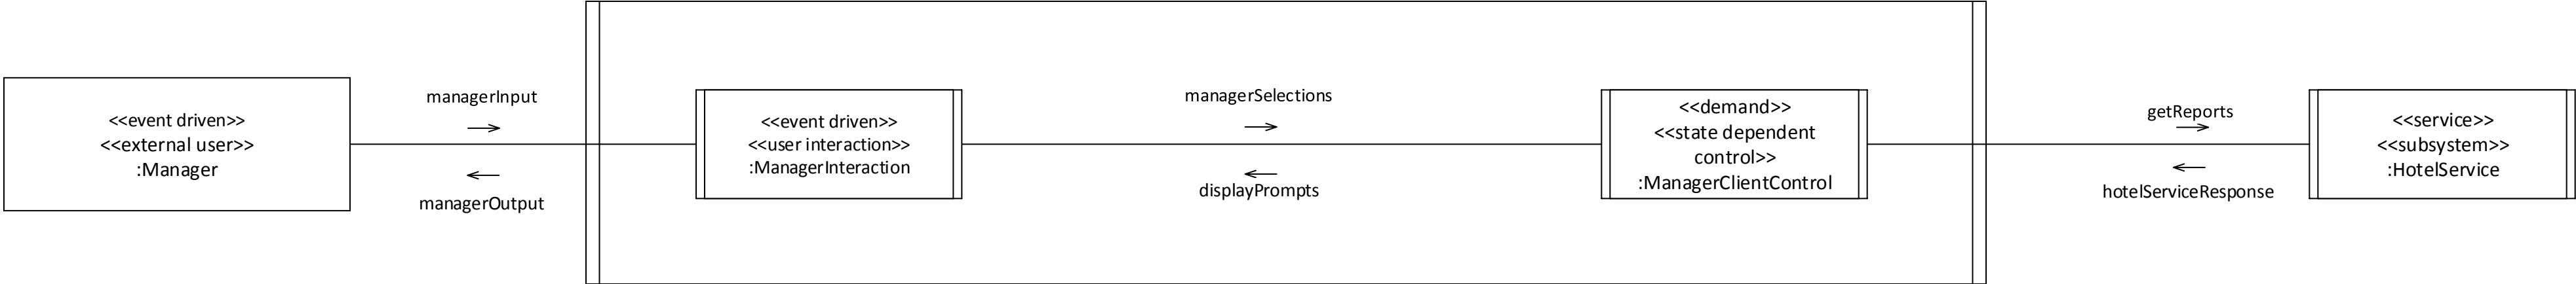 <<event driven>>
<<external user>>
:Manager
managerInput
managerOutput
<<event driven>>
<<user interaction>>
:ManagerInteraction
managerSelections
displayPrompts
<<demand>>
<<state dependent
control>>
:ManagerClientControl
getReports
hotelServiceResponse
<<service>>
<<subsystem>>
:HotelService